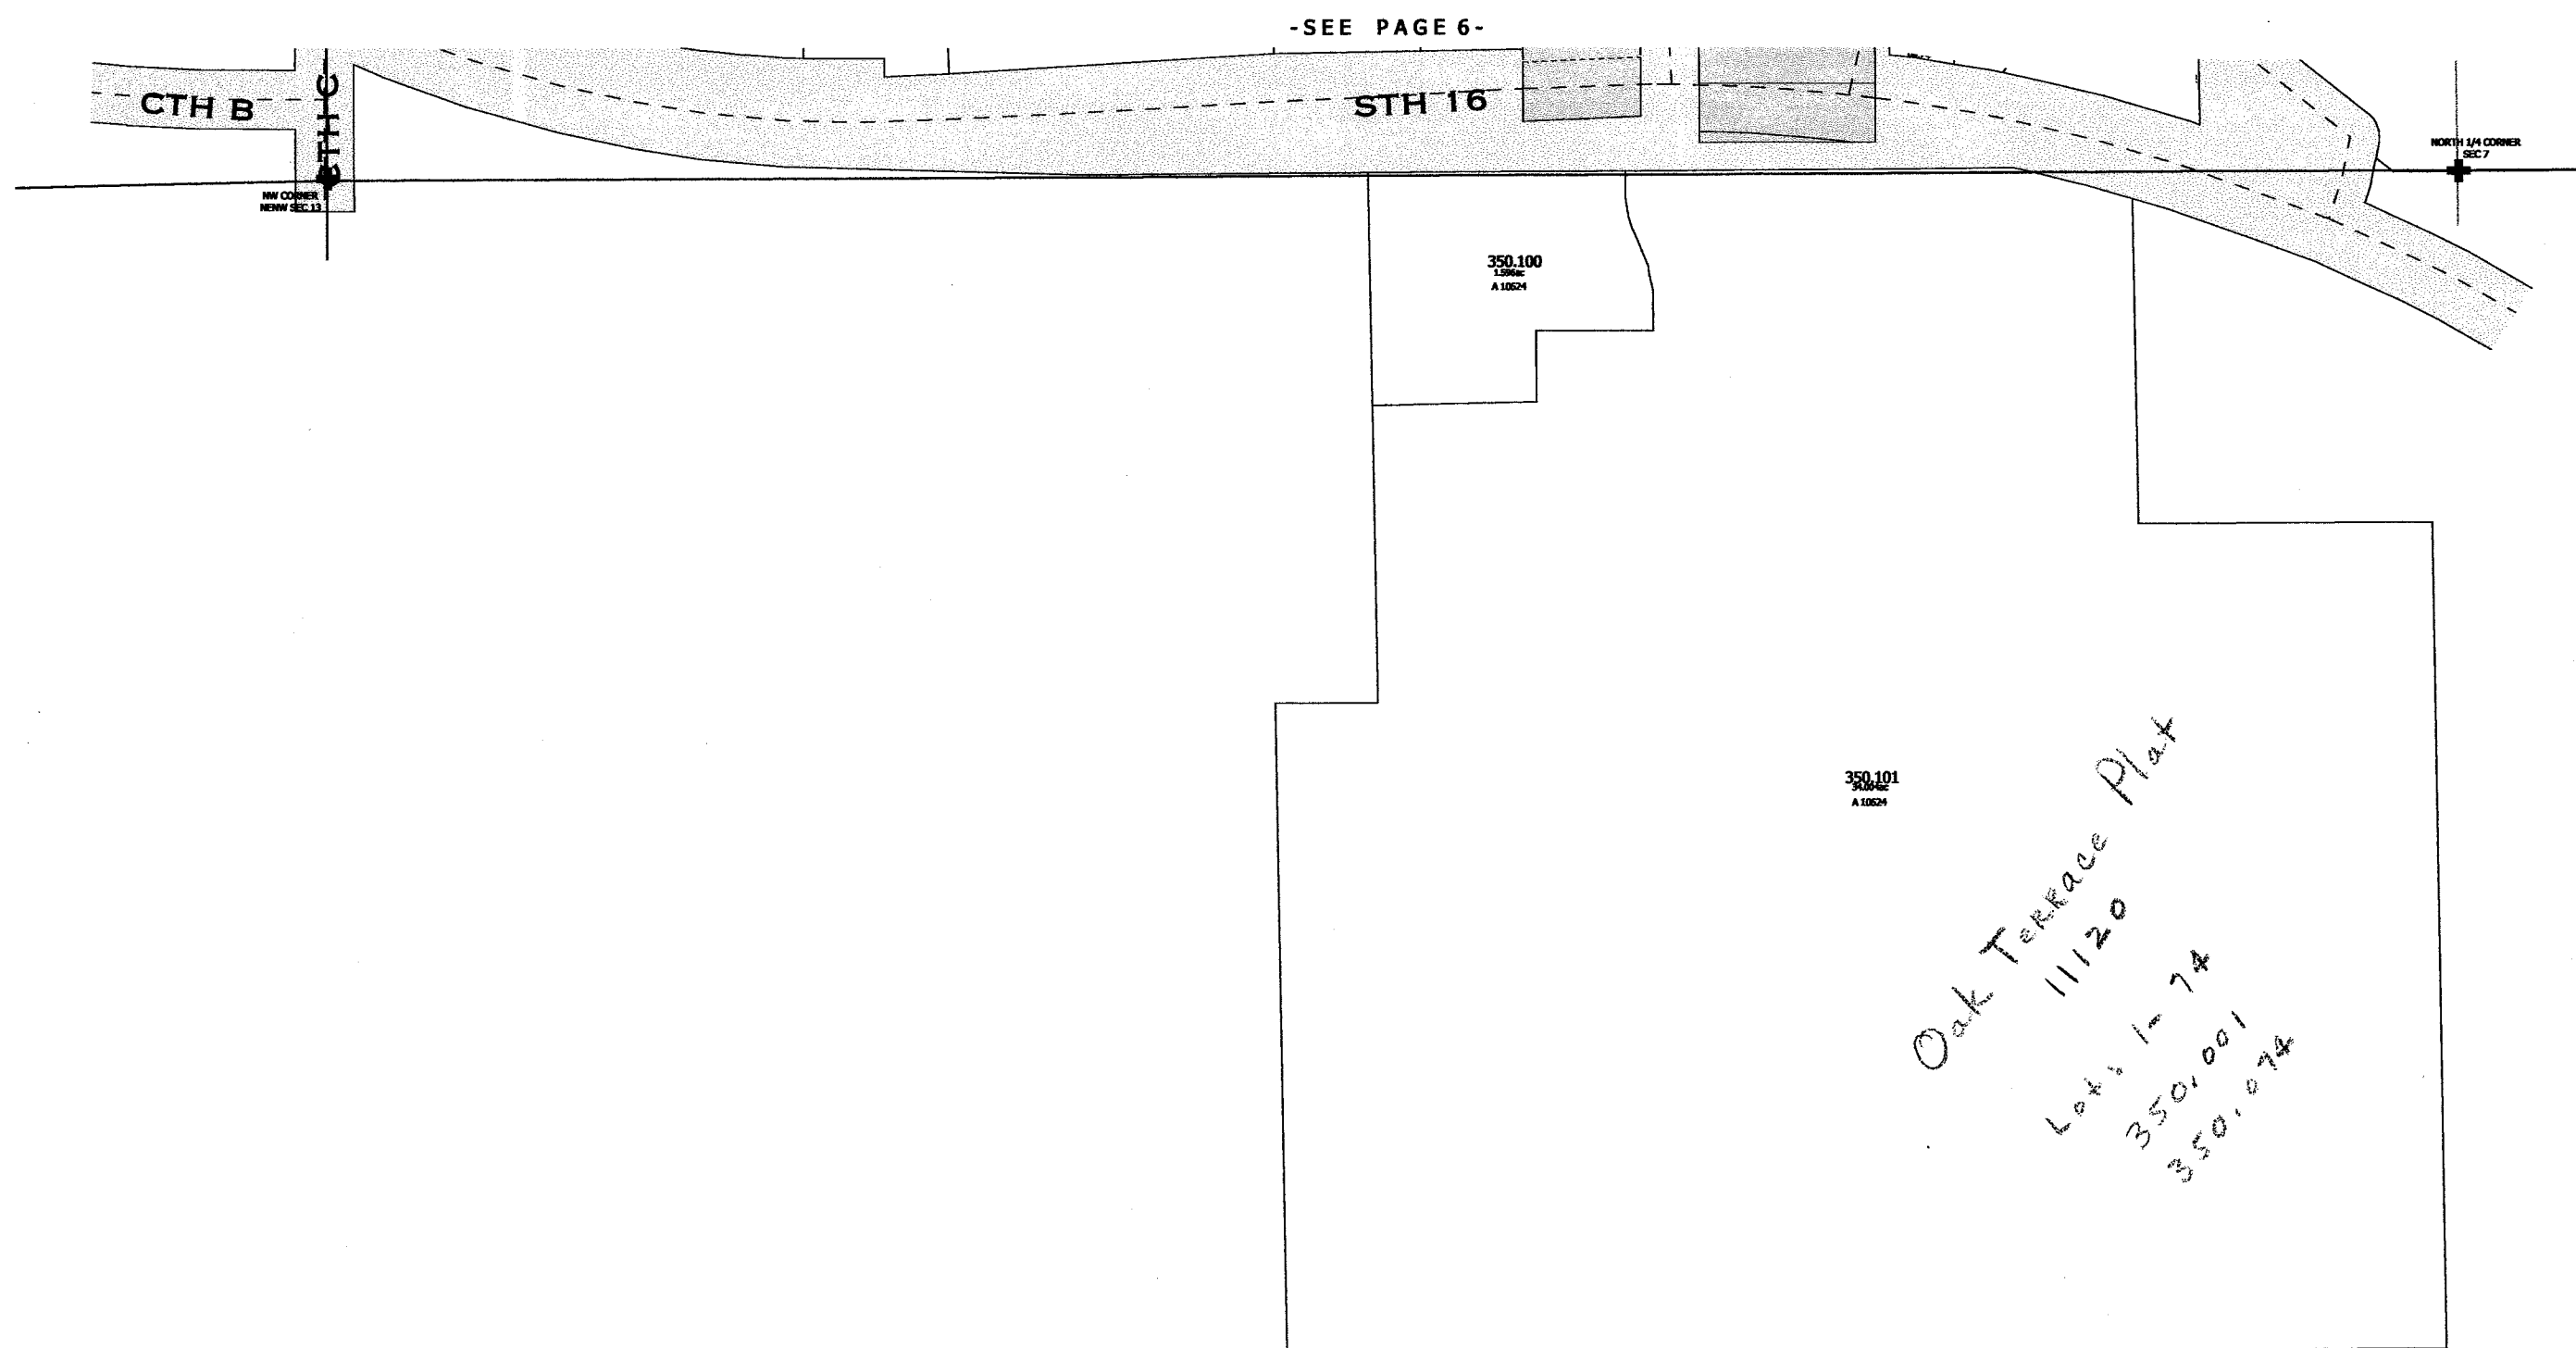 -SEE PAGE 6-
CTH B
CTH C
STH 16
NORTH 1/4 CORNER
SEC 7
NW CORNER
NENW SEC 13
350.100
1.596ac
A 10624
350.101
A 10624
Oak Terrace Plat
11120
Lots 1-74
350.001
350.074